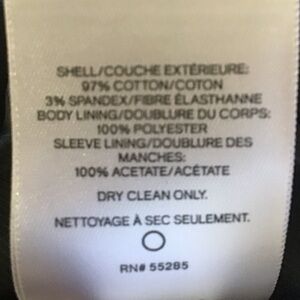 SHELL/COUCHE EXTÉRIEURE:
97% COTTON/COTON
3% SPANDEX/FIBRE ÉLASTHANNE
BODY LINING/DOUBLURE DU CORPS:
100% POLYESTER
SLEEVE LINING/DOUBLURE DES
MANCHES:
100% ACETATE/ACÉTATE
DRY CLEAN ONLY.
NETTOYAGE À SEC SEULEMENT.
RN# 55285